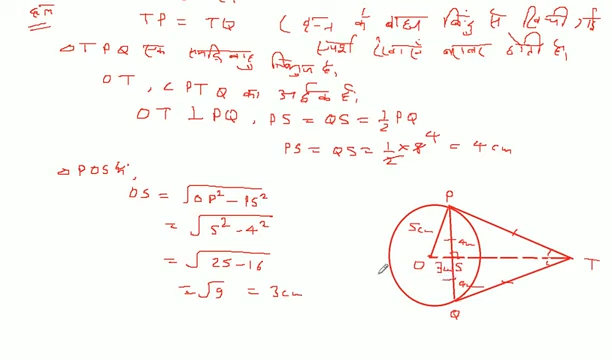 हल
TP = TQ ( वृत्त के बाह्य बिंदु से खिंची गई
स्पर्श रेखाएं बराबर होती है।
△TPQ एक समद्विबाहु त्रिभुज है,
OT, ∠PTQ का अर्द्धक है।
OT ⊥ PQ, PS = QS = 1/2 PQ
PS = QS = 1/2 × 8 4 = 4 cm
△POS में,
OS = √OP² − PS²
= √5² − 4²
= √25 − 16
= √9 = 3 cm
P
5cm
4cm
O 3cm S T
4cm
Q